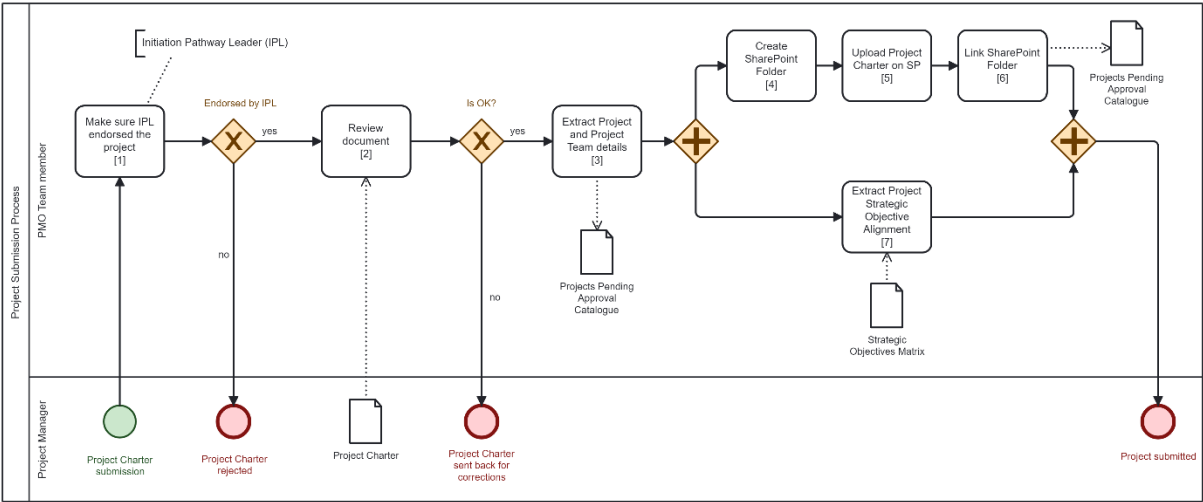 Project Submission Process
PMO Team member
Project Manager
Initiation Pathway Leader (IPL)
Make sure IPL
endorsed the
project
[1]
Endorsed by IPL
yes
no
Review
document
[2]
Is OK?
yes
no
Extract Project
and Project
Team details
[3]
Projects Pending
Approval
Catalogue
Create
SharePoint
Folder
[4]
Upload Project
Charter on SP
[5]
Link SharePoint
Folder
[6]
Projects Pending
Approval
Catalogue
Extract Project
Strategic
Objective
Alignment
[7]
Strategic
Objectives Matrix
Project Charter
submission
Project Charter
rejected
Project Charter
Project Charter
sent back for
corrections
Project submitted